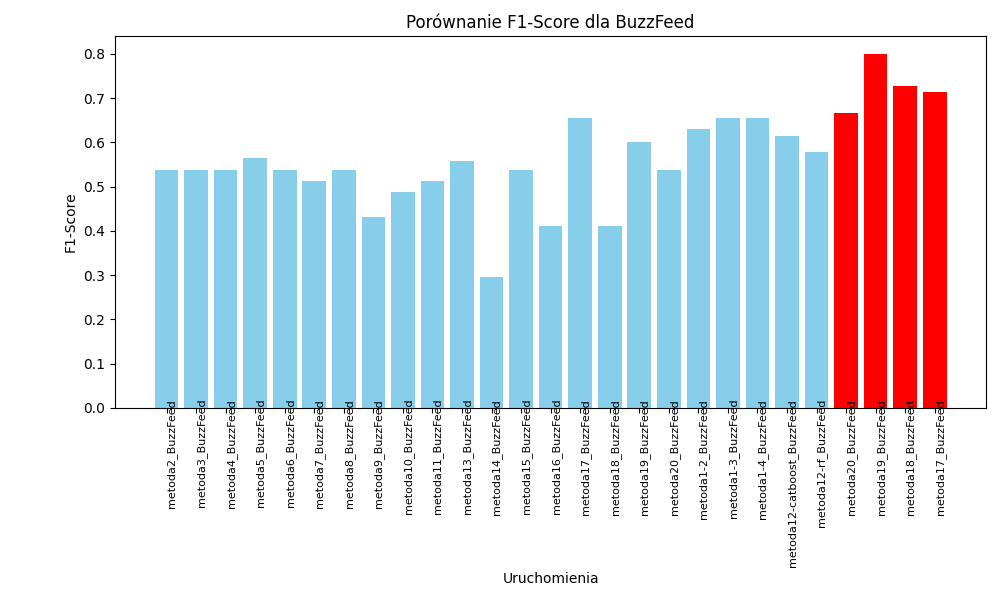 Porównanie F1-Score dla BuzzFeed
F1-Score
0.8
0.7
0.6
0.5
0.4
0.3
0.2
0.1
0.0
metoda2_BuzzFeed
metoda3_BuzzFeed
metoda4_BuzzFeed
metoda5_BuzzFeed
metoda6_BuzzFeed
metoda7_BuzzFeed
metoda8_BuzzFeed
metoda9_BuzzFeed
metoda10_BuzzFeed
metoda11_BuzzFeed
metoda13_BuzzFeed
metoda14_BuzzFeed
metoda15_BuzzFeed
metoda16_BuzzFeed
metoda17_BuzzFeed
metoda18_BuzzFeed
metoda19_BuzzFeed
metoda20_BuzzFeed
metoda1-2_BuzzFeed
metoda1-3_BuzzFeed
metoda1-4_BuzzFeed
metoda12-catboost_BuzzFeed
metoda12-rf_BuzzFeed
metoda20_BuzzFeed
metoda19_BuzzFeed
metoda18_BuzzFeed
metoda17_BuzzFeed
Uruchomienia